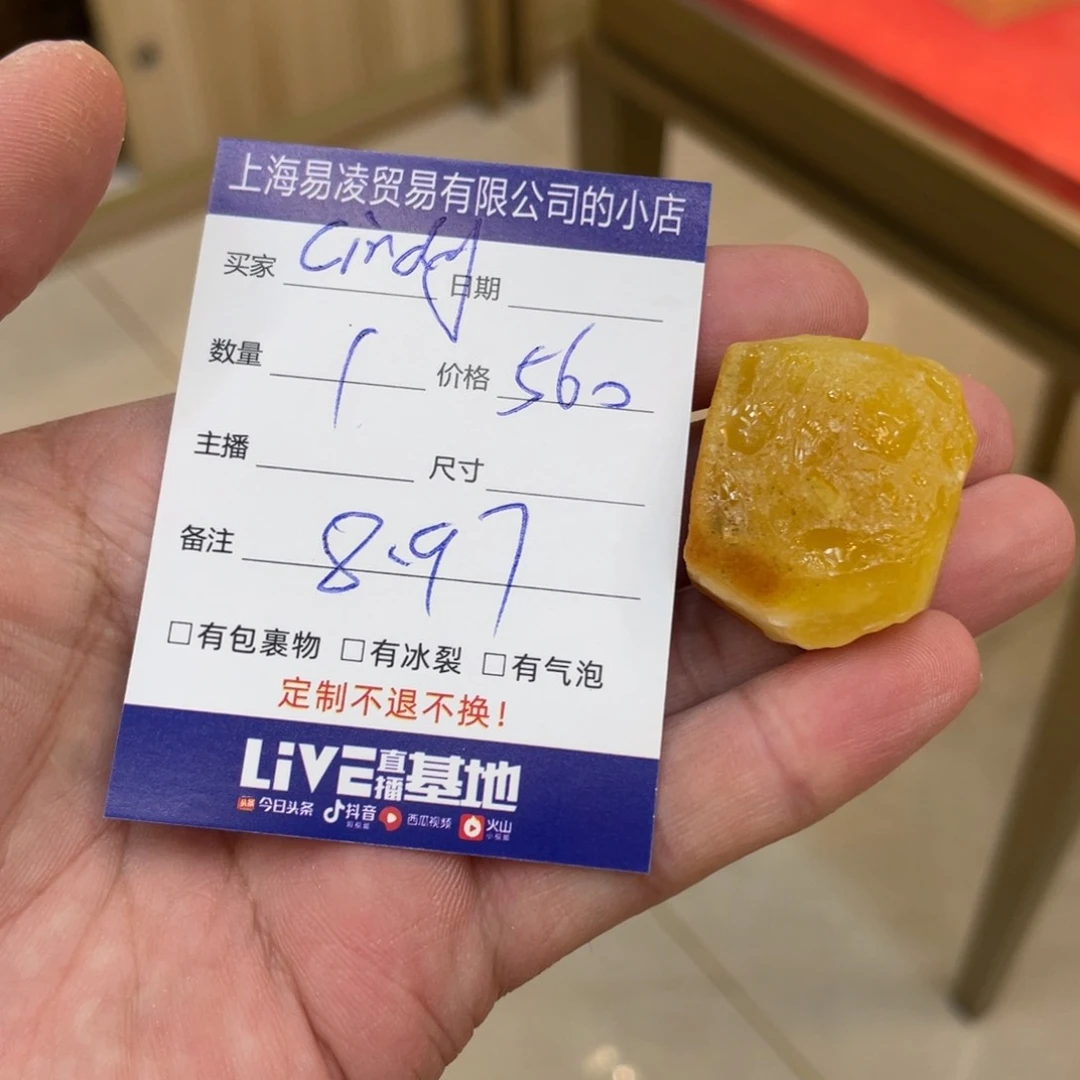 上海易凌贸易有限公司的小店
买家 Cindy 日期
数量 1 价格 560
主播 尺寸
备注 8.97
□有包裹物 □有冰裂 □有气泡
定制不退不换!
LiVE直播基地
今日头条 抖音 西瓜视频 火山